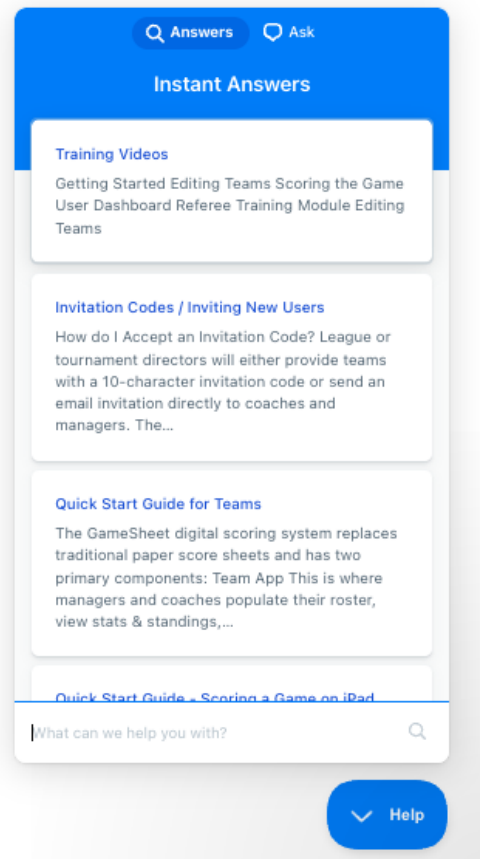 Answers
Ask
Instant Answers
Training Videos
Getting Started Editing Teams Scoring the Game
User Dashboard Referee Training Module Editing
Teams
Invitation Codes / Inviting New Users
How do I Accept an Invitation Code? League or
tournament directors will either provide teams
with a 10-character invitation code or send an
email invitation directly to coaches and
managers. The...
Quick Start Guide for Teams
The GameSheet digital scoring system replaces
traditional paper score sheets and has two
primary components: Team App This is where
managers and coaches populate their roster,
view stats & standings,...
Quick Start Guide - Scoring a Game on iPad
What can we help you with?
Help